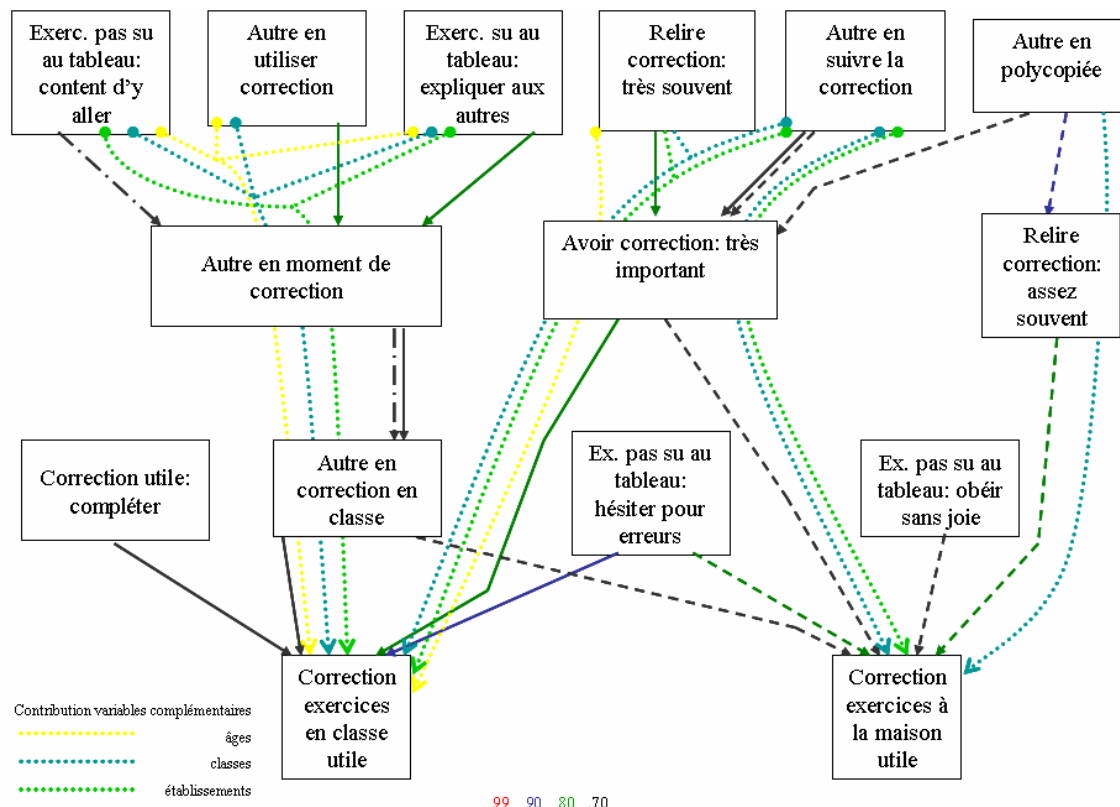 Exerc. pas su
au tableau:
content d'y
aller
Autre en
utiliser
correction
Exerc. su au
tableau:
expliquer aux
autres
Relire
correction:
très souvent
Autre en
suivre la
correction
Autre en
polycopiée
Autre en moment de
correction
Avoir correction: très
important
Relire
correction:
assez
souvent
Correction utile:
compléter
Autre en
correction en
classe
Ex. pas su au
tableau:
hésiter pour
erreurs
Ex. pas su au
tableau: obéir
sans joie
Correction
exercices
en classe
utile
Correction
exercices à
la maison
utile
Contribution variables complémentaires
âges
classes
établissements
99 90 80 70